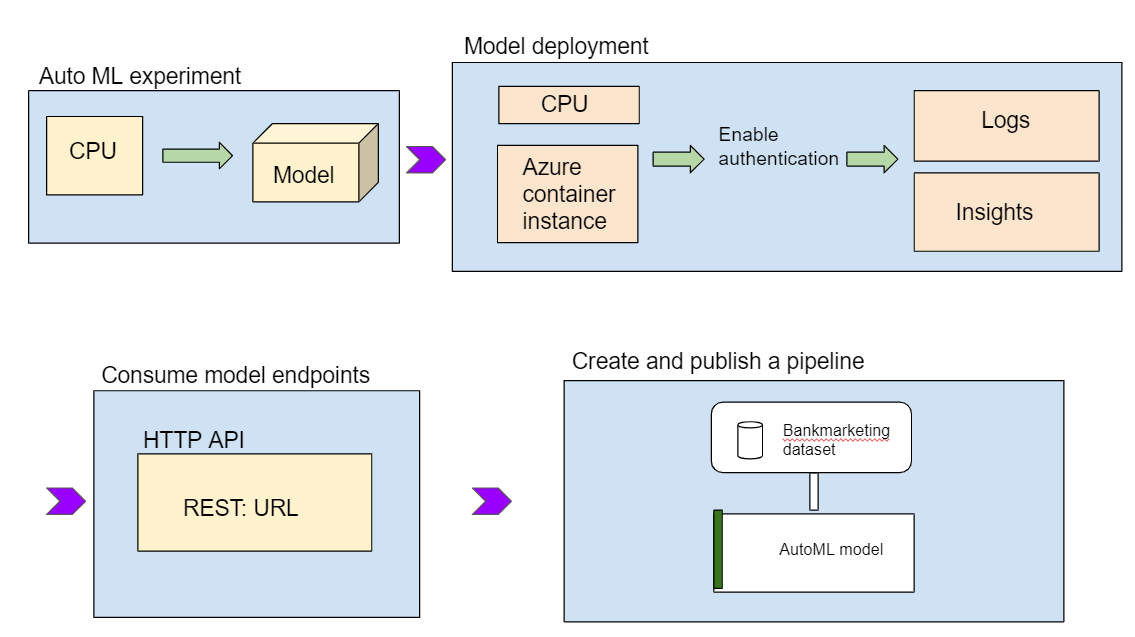 Auto ML experiment
CPU
Model
Model deployment
CPU
Azure
container
instance
Enable
authentication
Logs
Insights
Consume model endpoints
HTTP API
REST: URL
Create and publish a pipeline
Bankmarketing
dataset
AutoML model